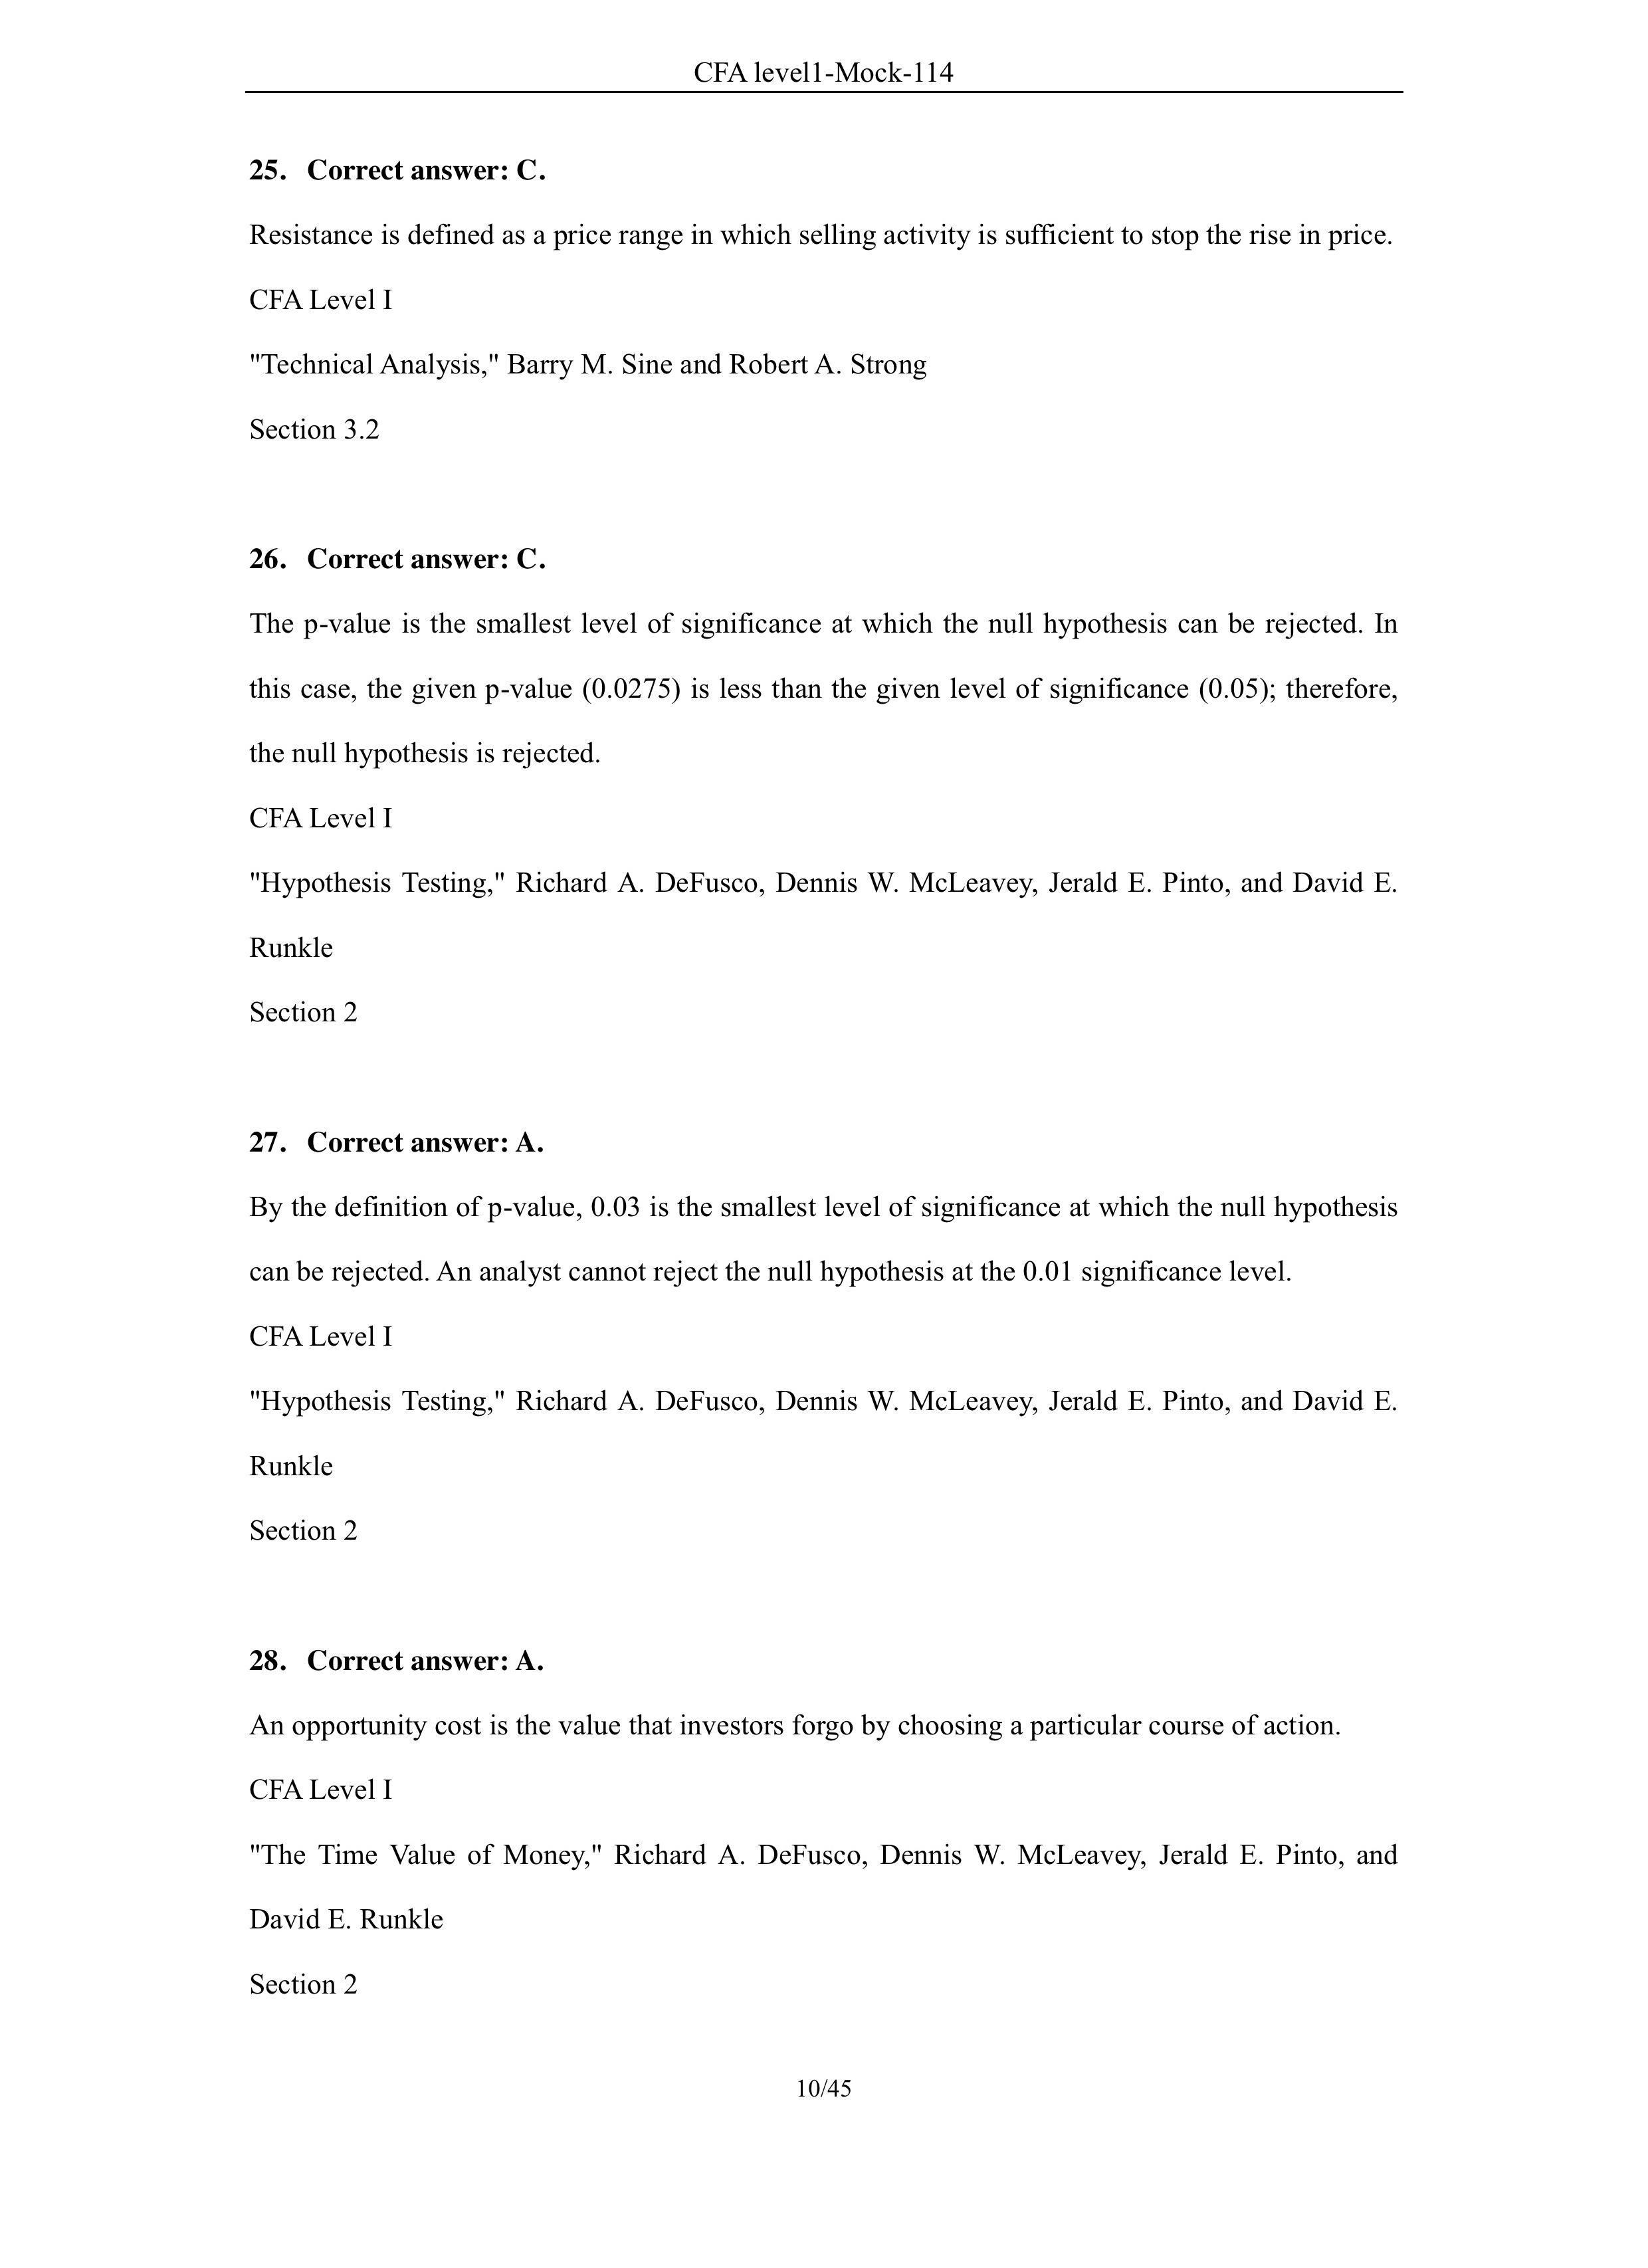 CFA level1-Mock-114
25. Correct answer: C.
Resistance is defined as a price range in which selling activity is sufficient to stop the rise in price.
CFA Level I
"Technical Analysis," Barry M. Sine and Robert A. Strong
Section 3.2
26. Correct answer: C.
The p-value is the smallest level of significance at which the null hypothesis can be rejected. In
this case, the given p-value (0.0275) is less than the given level of significance (0.05); therefore,
the null hypothesis is rejected.
CFA Level I
"Hypothesis Testing," Richard A. DeFusco, Dennis W. McLeavey, Jerald E. Pinto, and David E.
Runkle
Section 2
27. Correct answer: A.
By the definition of p-value, 0.03 is the smallest level of significance at which the null hypothesis
can be rejected. An analyst cannot reject the null hypothesis at the 0.01 significance level.
CFA Level I
"Hypothesis Testing," Richard A. DeFusco, Dennis W. McLeavey, Jerald E. Pinto, and David E.
Runkle
Section 2
28. Correct answer: A.
An opportunity cost is the value that investors forgo by choosing a particular course of action.
CFA Level I
"The Time Value of Money," Richard A. DeFusco, Dennis W. McLeavey, Jerald E. Pinto, and
David E. Runkle
Section 2
10/45